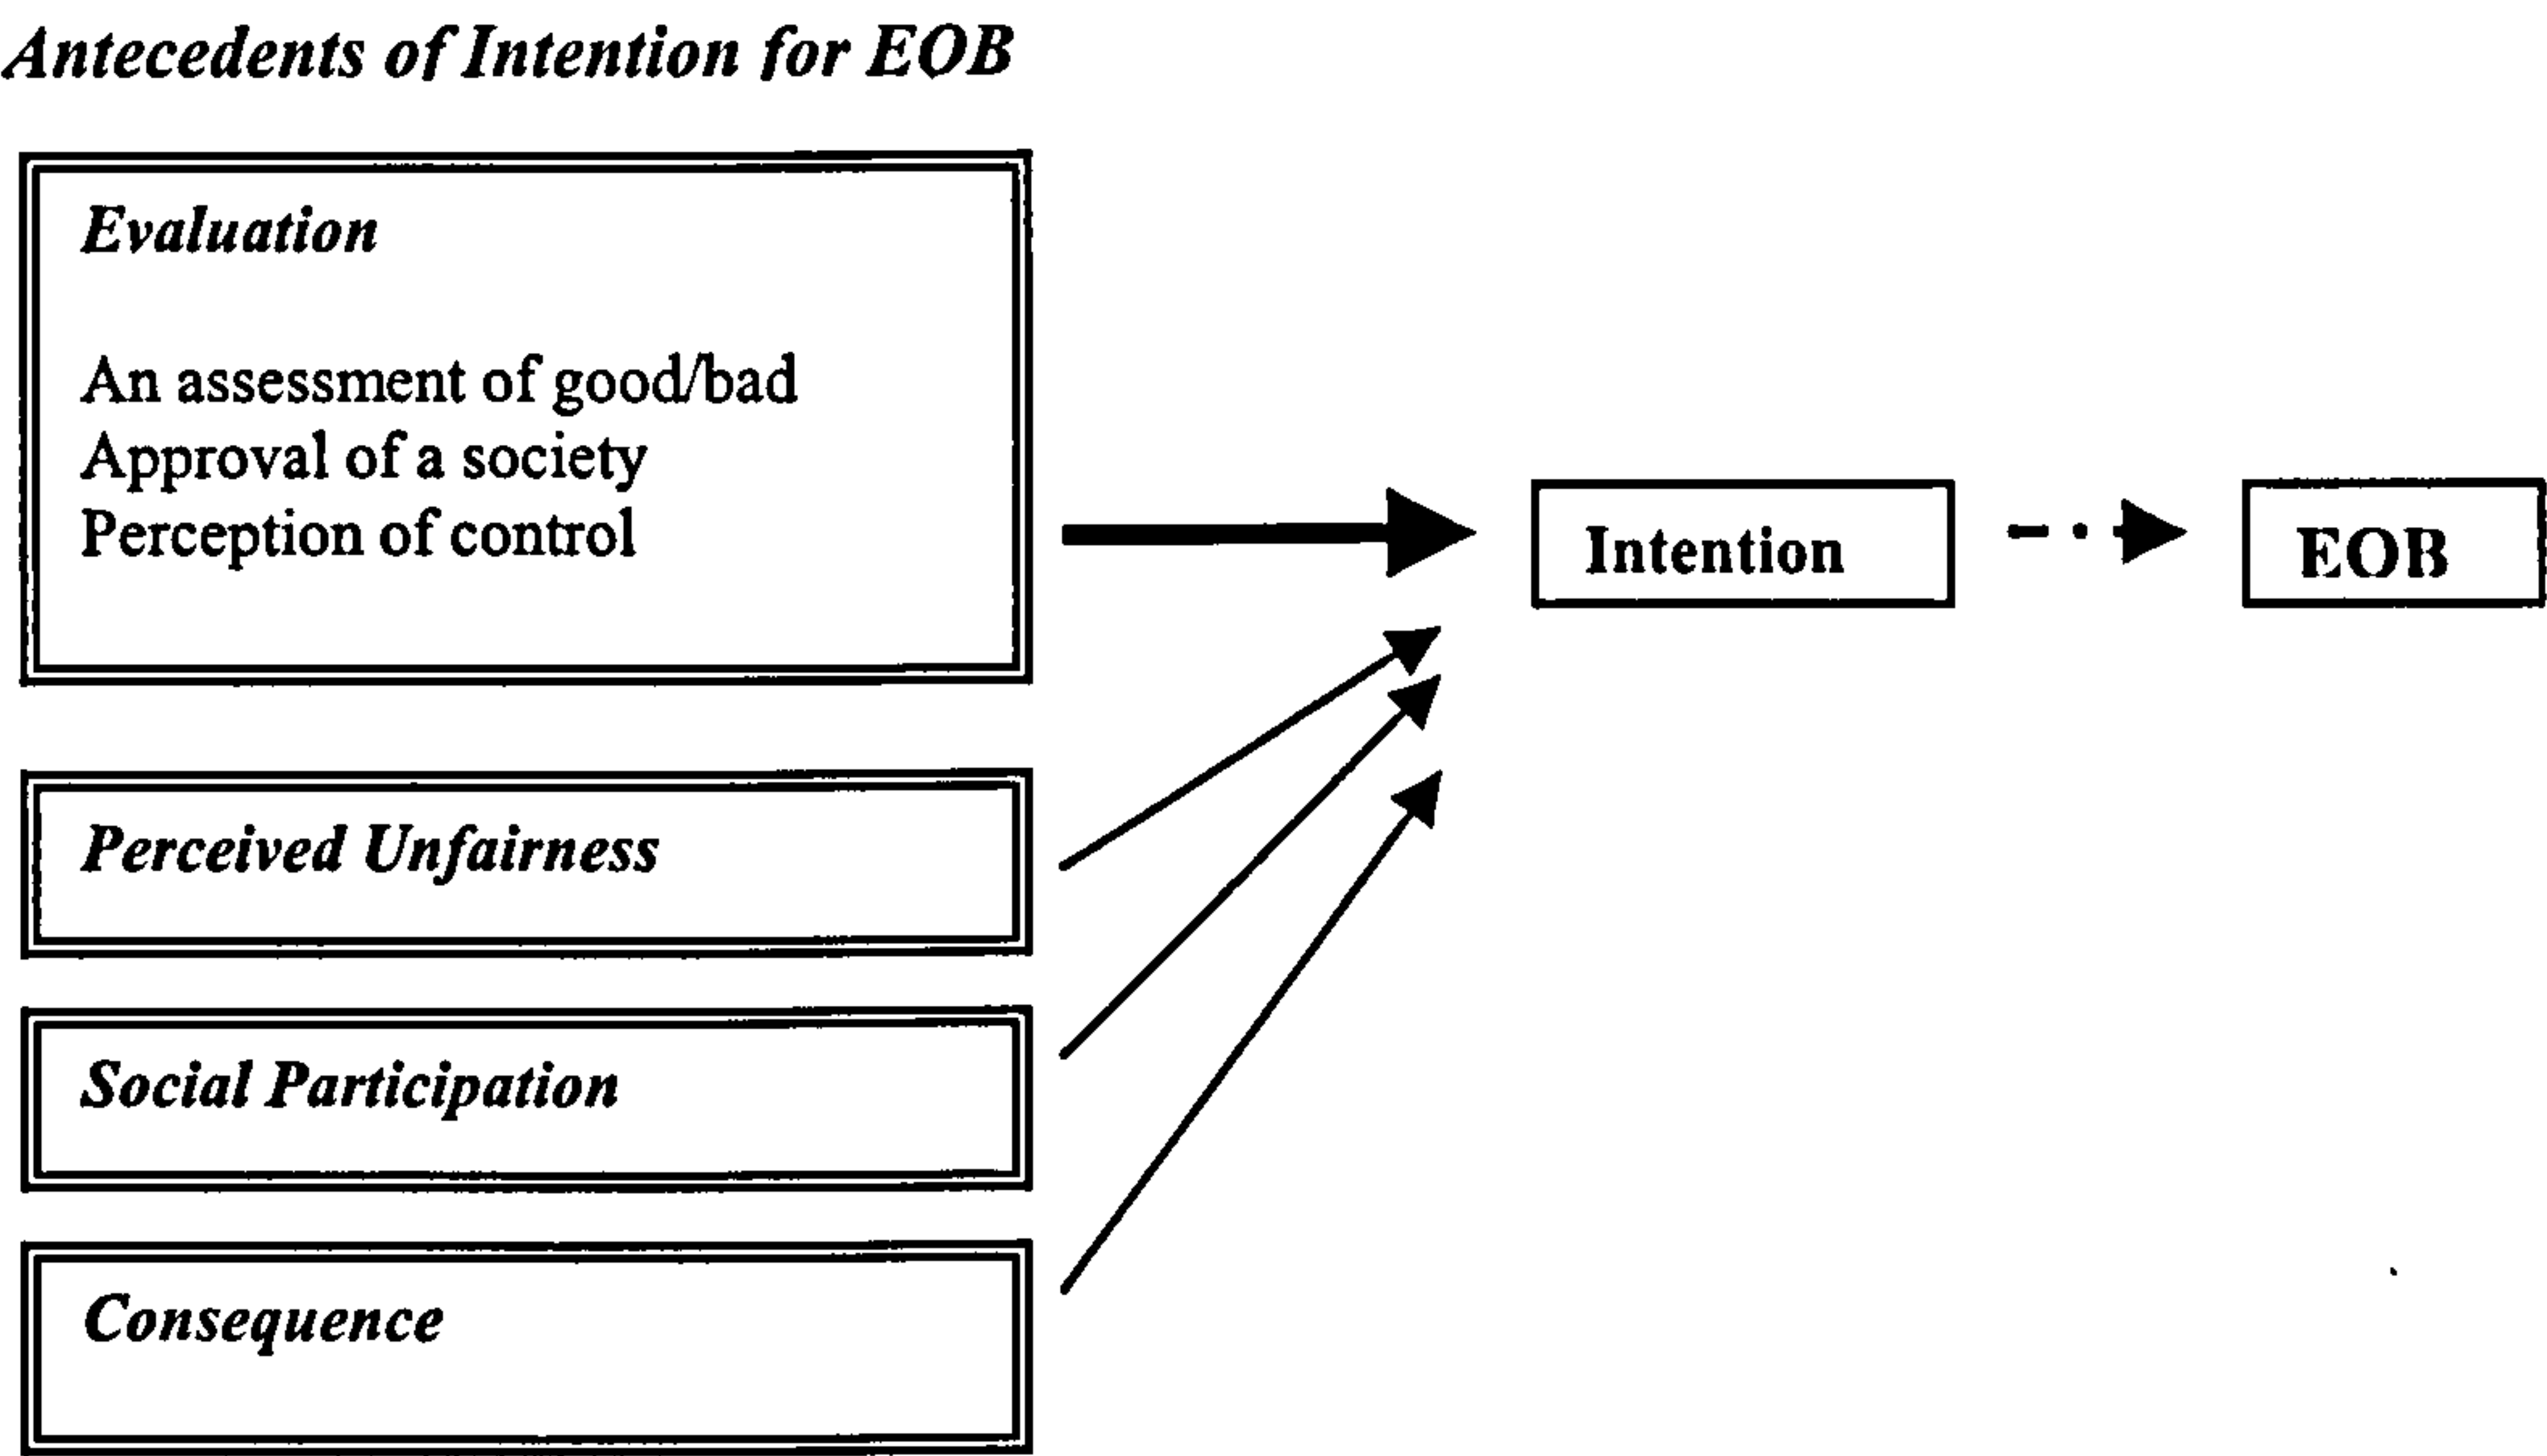 Antecedents of Intention for EOB
Evaluation
An assessment of good/bad
Approval of a society
Perception of control
Intention
EOB
Perceived Unfairness
Social Participation
Consequence